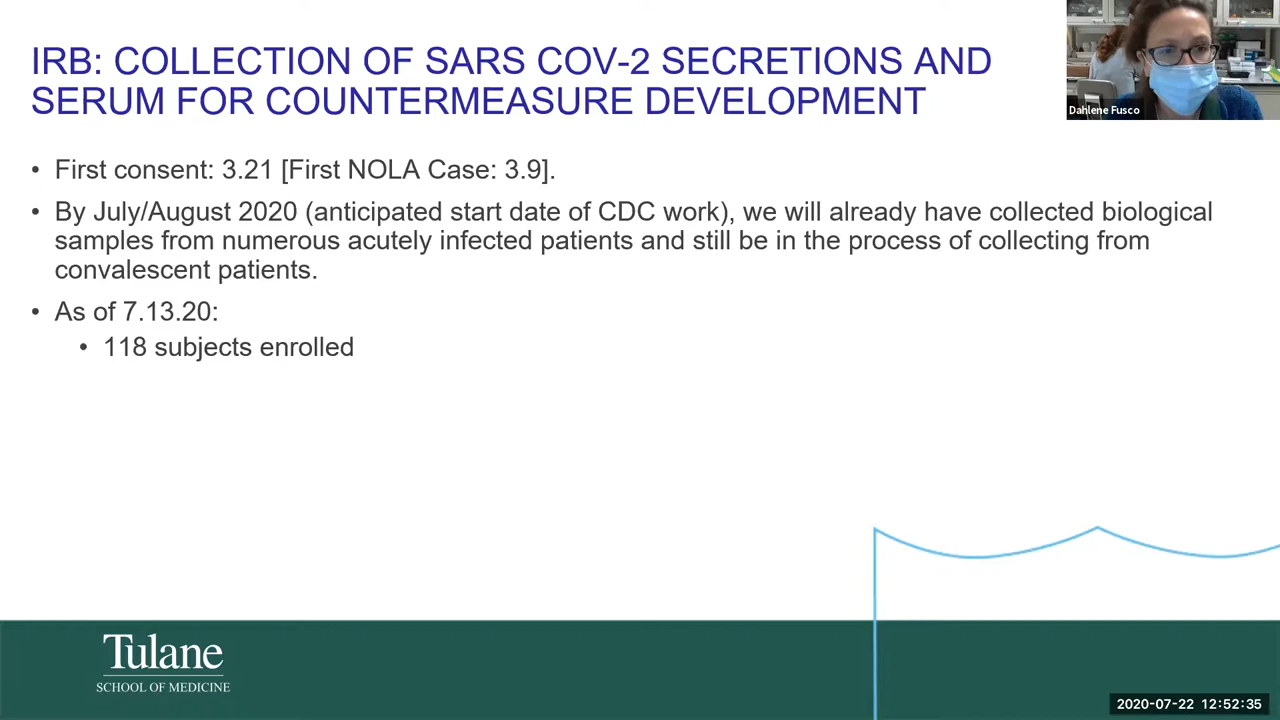 IRB: COLLECTION OF SARS COV-2 SECRETIONS AND
SERUM FOR COUNTERMEASURE DEVELOPMENT
Dahlene Fusco
• First consent: 3.21 [First NOLA Case: 3.9].
• By July/August 2020 (anticipated start date of CDC work), we will already have collected biological
samples from numerous acutely infected patients and still be in the process of collecting from
convalescent patients.
• As of 7.13.20:
• 118 subjects enrolled
Tulane
SCHOOL OF MEDICINE
2020-07-22 12:52:35